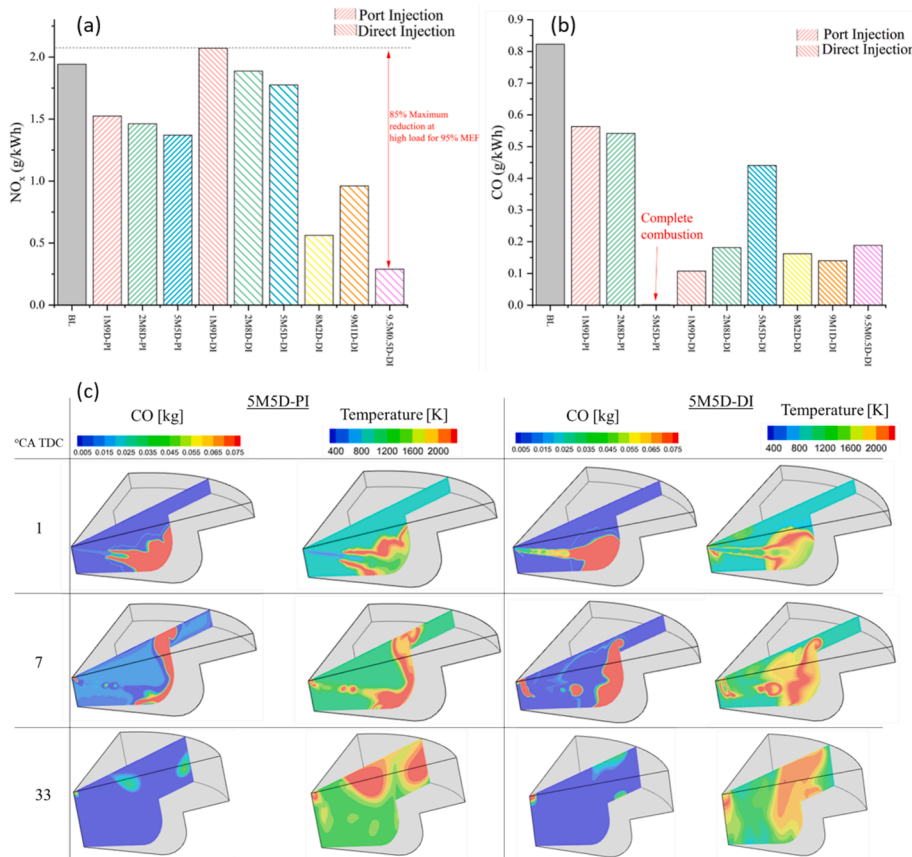 (a)
Port Injection
Direct Injection
2.0
1.5
1.0
0.5
0.0
NOx (g/kWh)
85% Maximum
reduction at
high load for 95% MEF
BL
1M9D-PI
2M8D-PI
5M5D-PI
1M9D-DI
2M8D-DI
5M5D-DI
8M2D-DI
9M1D-DI
9.5M0.5D-DI
(b)
Port Injection
Direct Injection
0.9
0.8
0.7
0.6
0.5
0.4
0.3
0.2
0.1
0.0
CO (g/kWh)
Complete
combustion
BL
1M9D-PI
2M8D-PI
5M5D-PI
1M9D-DI
2M8D-DI
5M5D-DI
8M2D-DI
9M1D-DI
9.5M0.5D-DI
(c)
5M5D-PI
5M5D-DI
CO [kg]
Temperature [K]
CO [kg]
Temperature [K]
°CA TDC
0.005 0.015 0.025 0.035 0.045 0.055 0.065 0.075
400 800 1200 1600 2000
0.005 0.015 0.025 0.035 0.045 0.055 0.065 0.075
400 800 1200 1600 2000
1
7
33